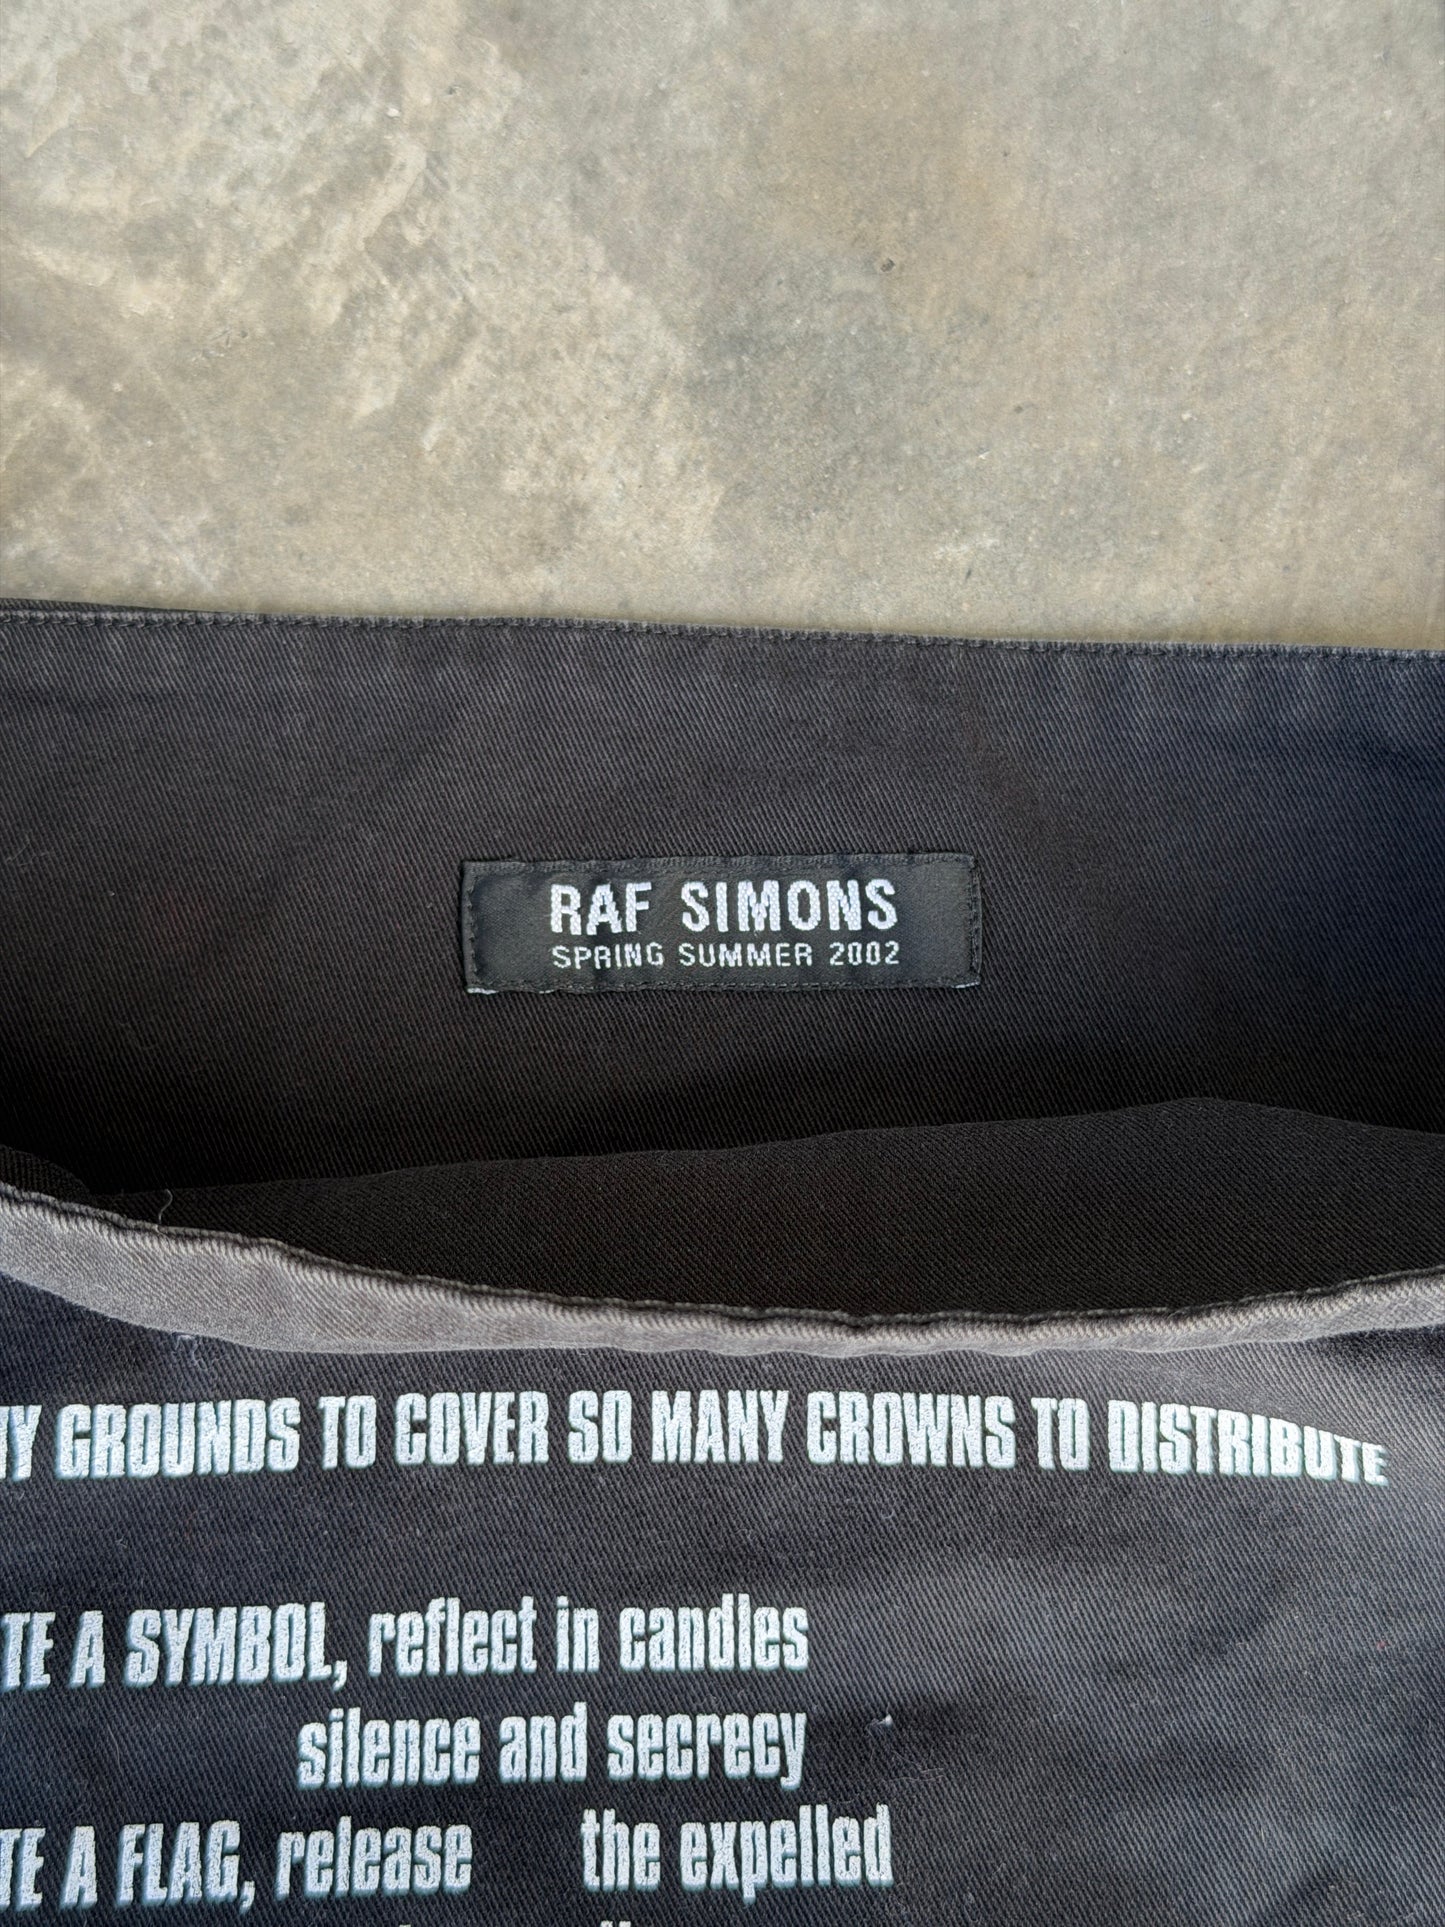 RAF SIMONS
SPRING SUMMER 2002
GROUNDS TO COVER SO MANY CROWNS TO DISTRIBUTE
A SYMBOL, reflect in candles
silence and secrecy
A FLAG, release the expelled